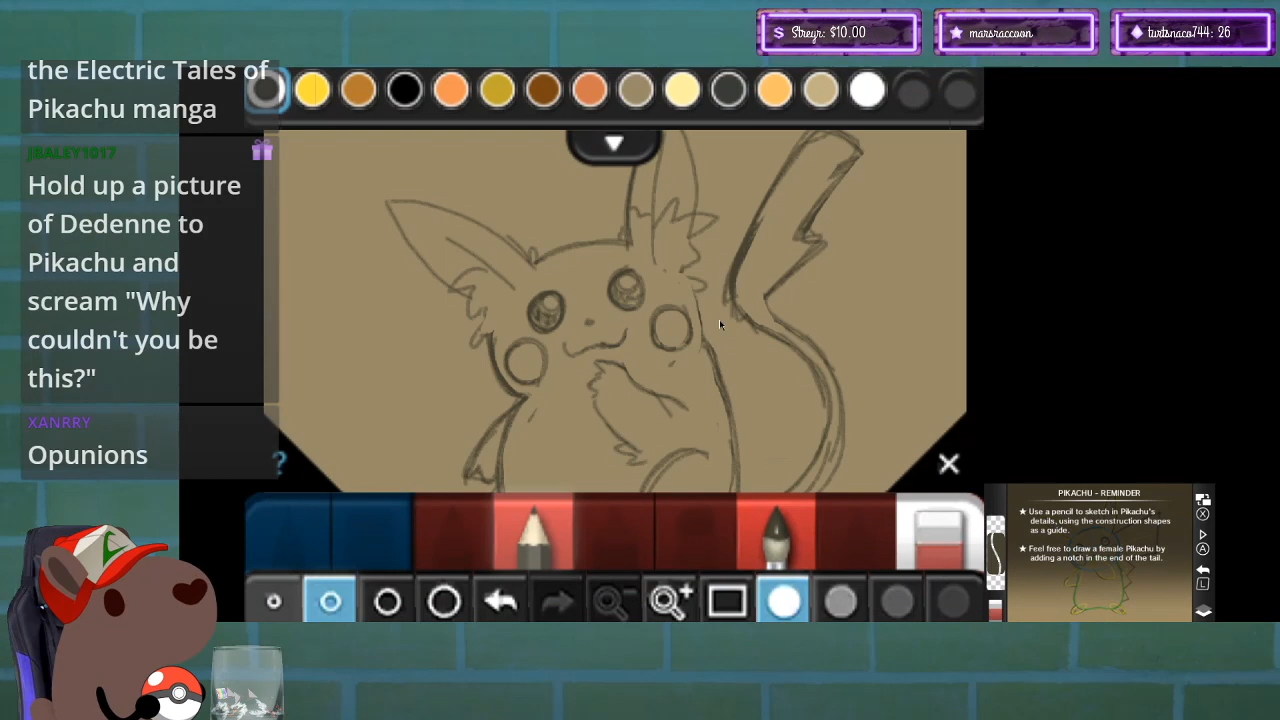 Streyr: $10.00
marsraccoon
the Electric Tales of
Pikachu manga
JBALEY1017
Hold up a picture
of Dedenne to
Pikachu and
scream "Why
couldn't you be
this?"
XANRRY
Opunions
?
PIKACHU - REMINDER
★ Use a pencil to sketch in Pikachu's
details, using the construction shapes
as a guide.
★ Feel free to draw a female Pikachu by
adding a notch in the end of the tail.
X
A
L